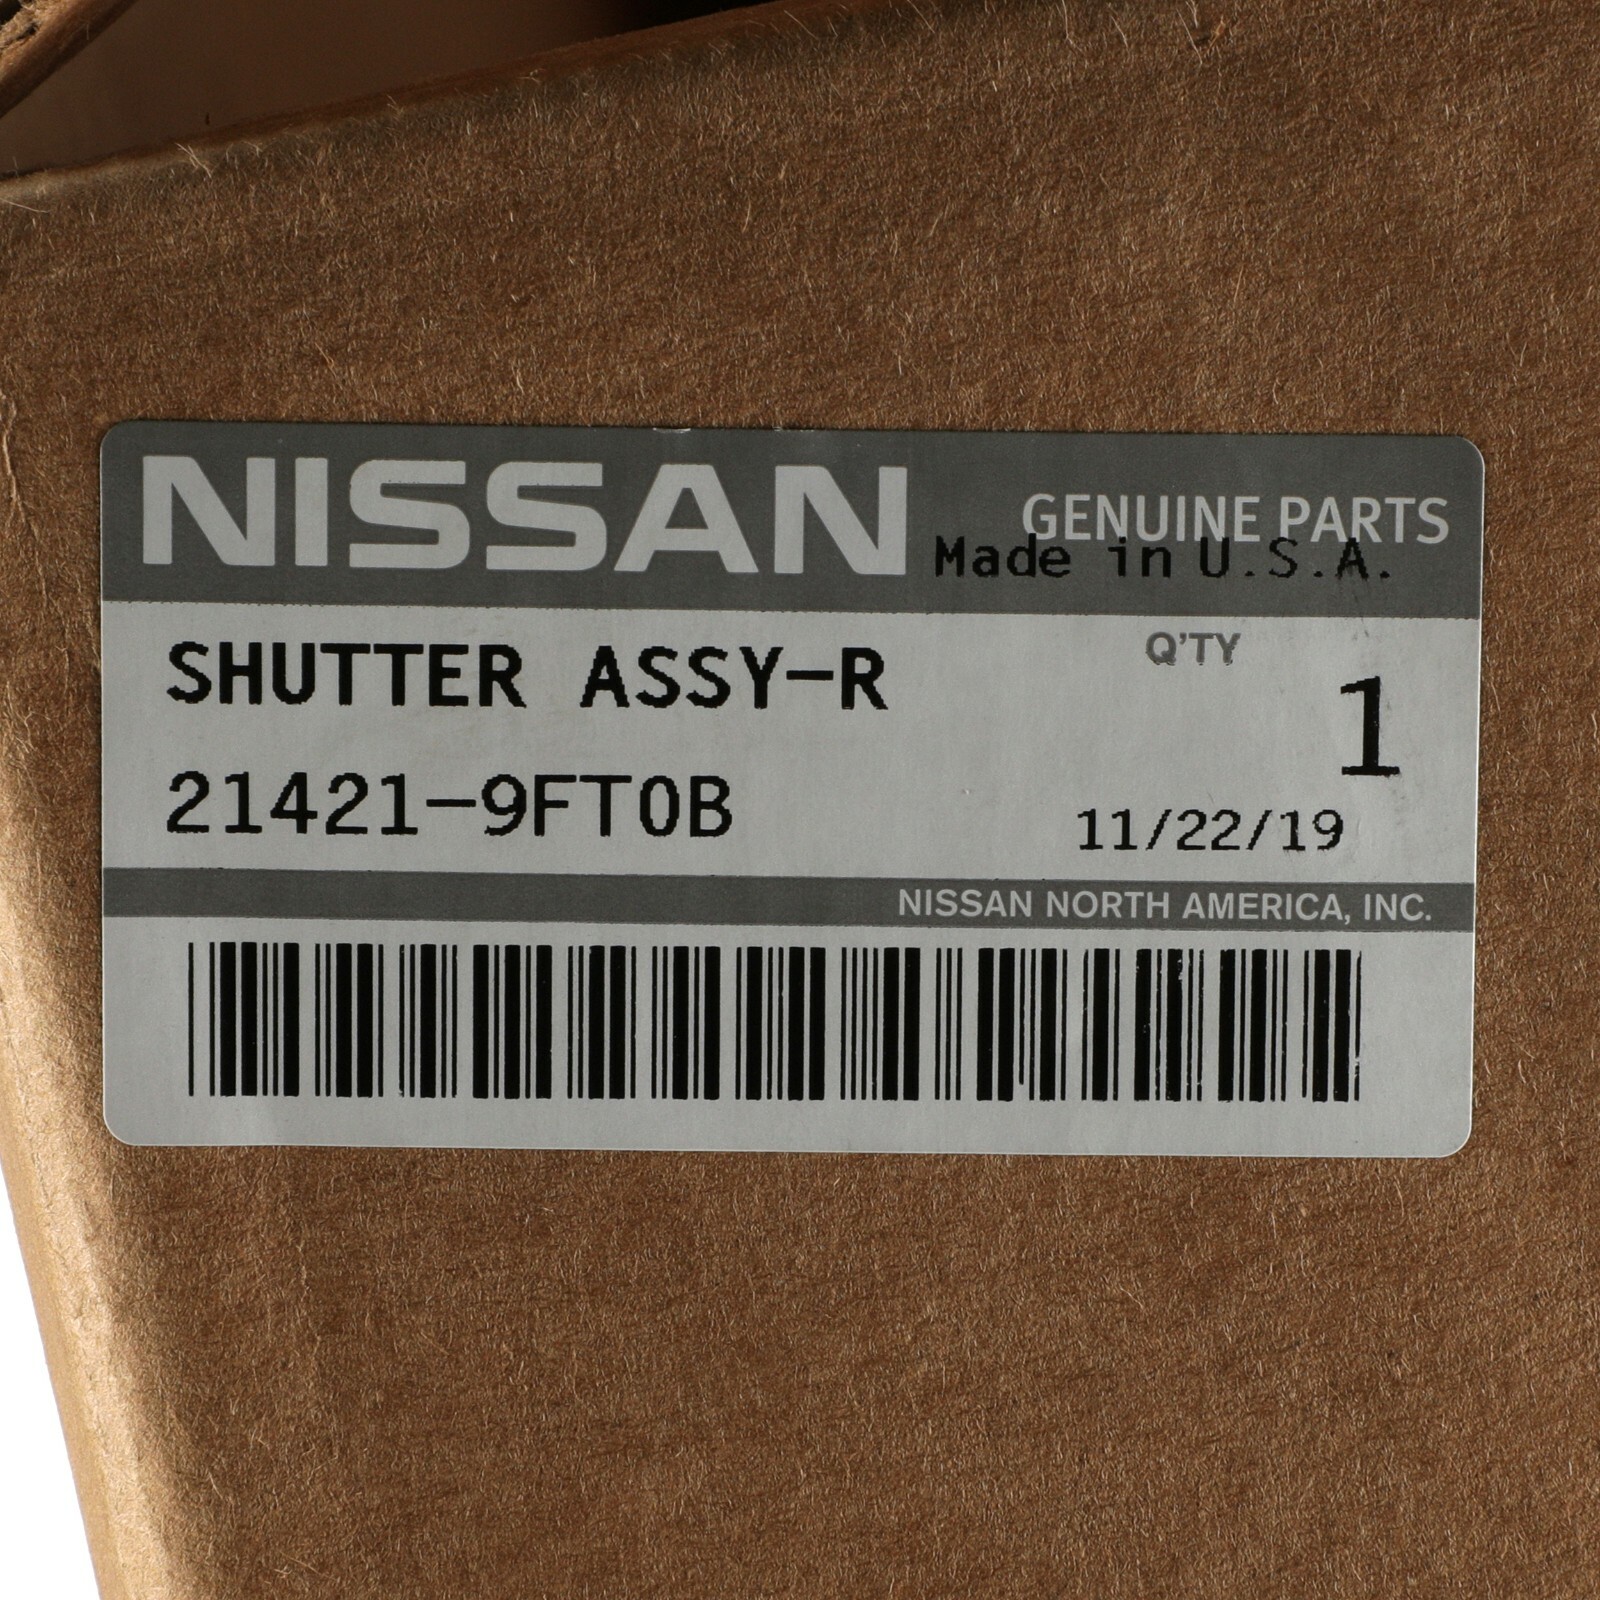 NISSAN GENUINE PARTS
Made in U.S.A.
SHUTTER ASSY-R
Q'TY
1
21421-9FT0B
11/22/19
NISSAN NORTH AMERICA, INC.